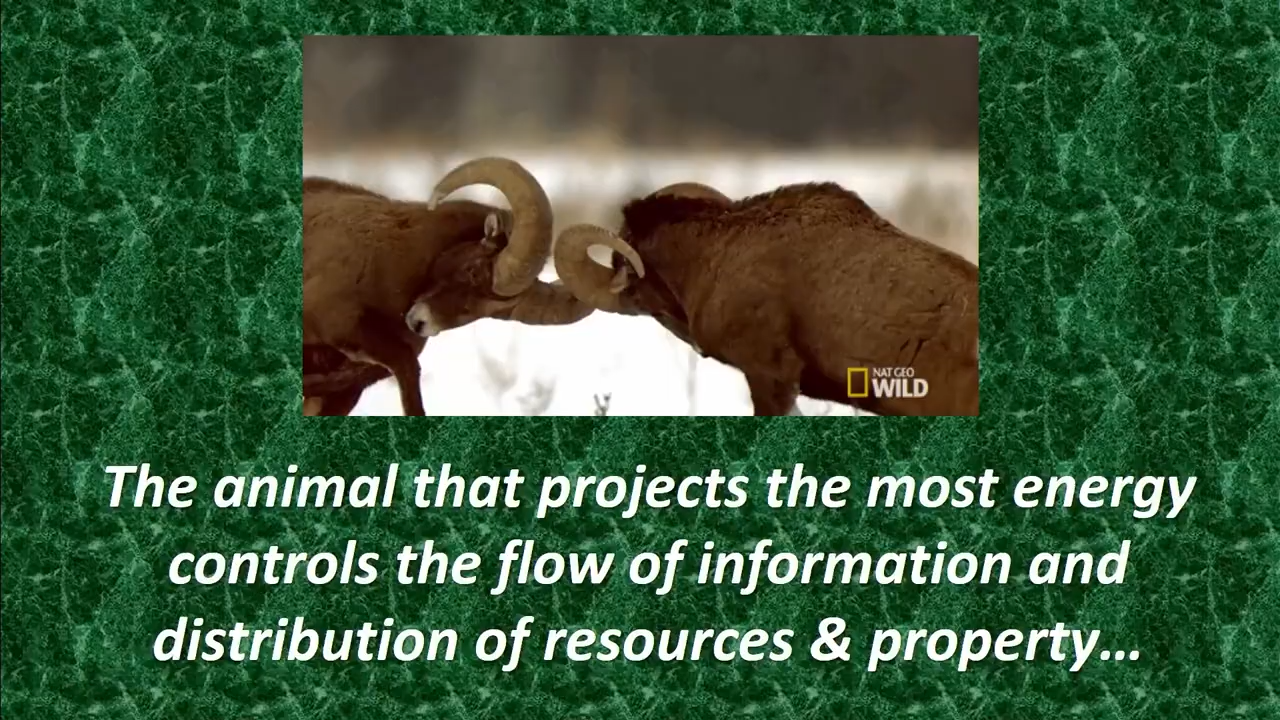 NAT GEO
WILD
The animal that projects the most energy
controls the flow of information and
distribution of resources & property...